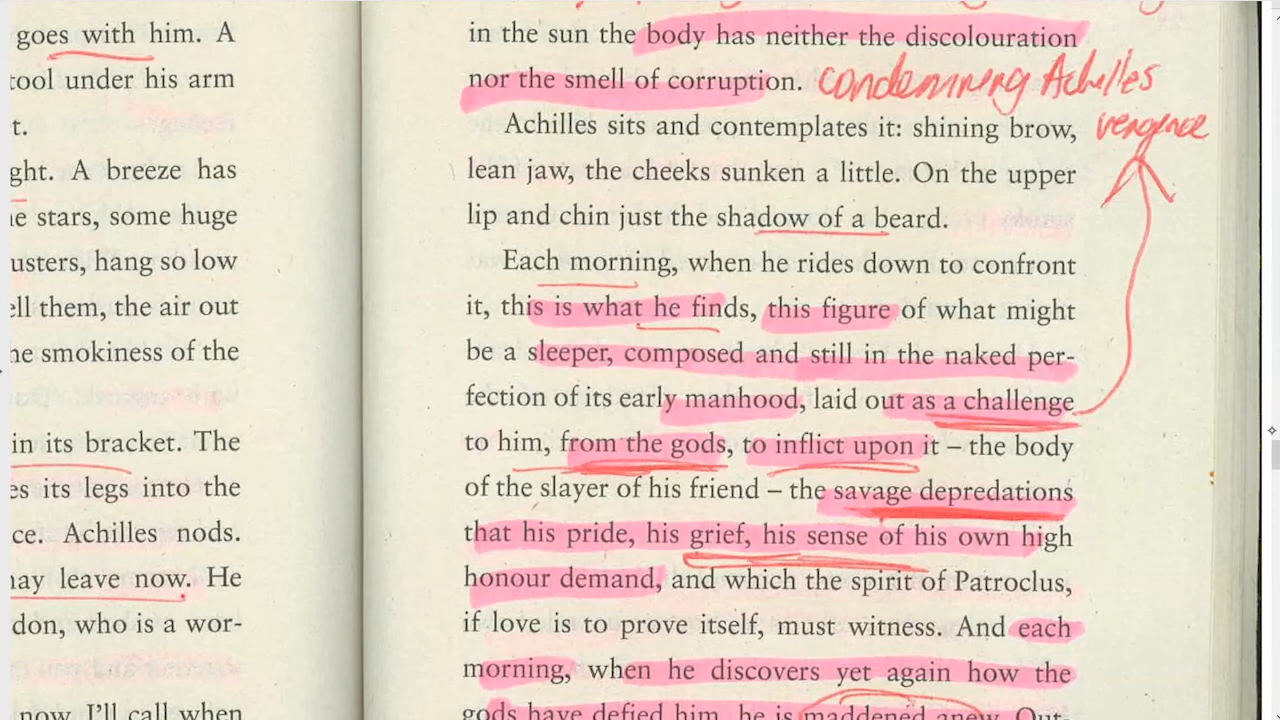 goes with him. A
tool under his arm
t.
ght. A breeze has
e stars, some huge
usters, hang so low
ell them, the air out
e smokiness of the
in its bracket. The
es its legs into the
ce. Achilles nods.
ay leave now. He
don, who is a wor-
now. I'll call when
in the sun the body has neither the discolouration
nor the smell of corruption. condemning Achilles
Achilles sits and contemplates it: shining brow, vengence
lean jaw, the cheeks sunken a little. On the upper
lip and chin just the shadow of a beard.
Each morning, when he rides down to confront
it, this is what he finds, this figure of what might
be a sleeper, composed and still in the naked per-
fection of its early manhood, laid out as a challenge
to him, from the gods, to inflict upon it – the body
of the slayer of his friend – the savage depredations
that his pride, his grief, his sense of his own high
honour demand, and which the spirit of Patroclus,
if love is to prove itself, must witness. And each
morning, when he discovers yet again how the
gods have defied him, he is maddened anew. Out-